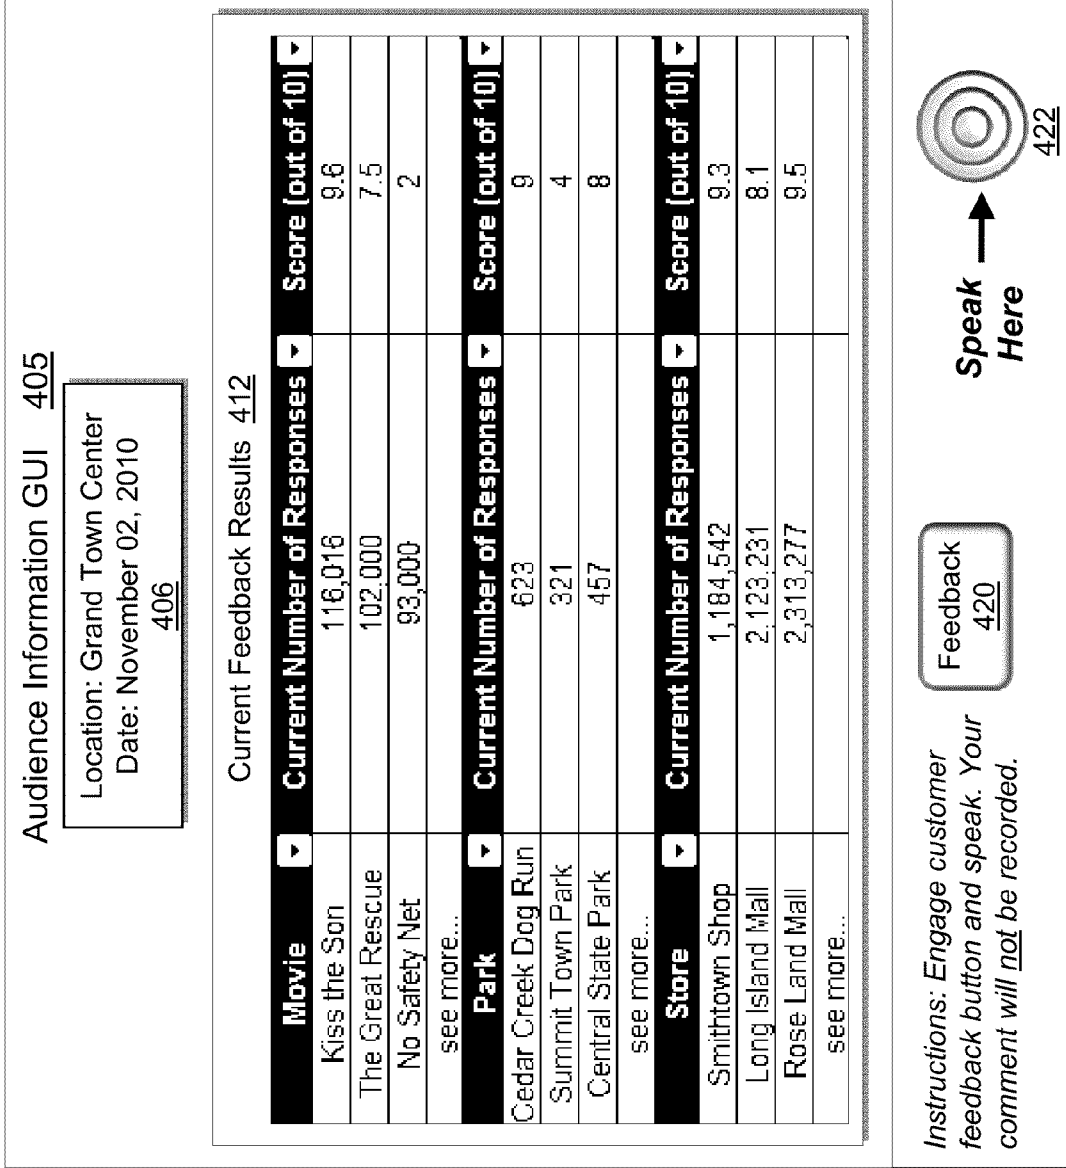 Audience Information GUI 405
Location: Grand Town Center
Date: November 02, 2010
406
Current Feedback Results 412
Movie Current Number of Responses Score (out of 10)
Kiss the Son 116,016 9.6
The Great Rescue 102,000 7.5
No Safety Net 93,000 2
see more...
Park Current Number of Responses Score (out of 10)
Cedar Creek Dog Run 623 9
Summit Town Park 321 4
Central State Park 457 8
see more...
Store Current Number of Responses Score (out of 10)
Smithtown Shop 1,184,542 9.3
Long Island Mall 2,123,231 8.1
Rose Land Mall 2,313,277 9.5
see more...
Instructions: Engage customer
feedback button and speak. Your
comment will not be recorded.
Feedback
420
Speak
Here
422